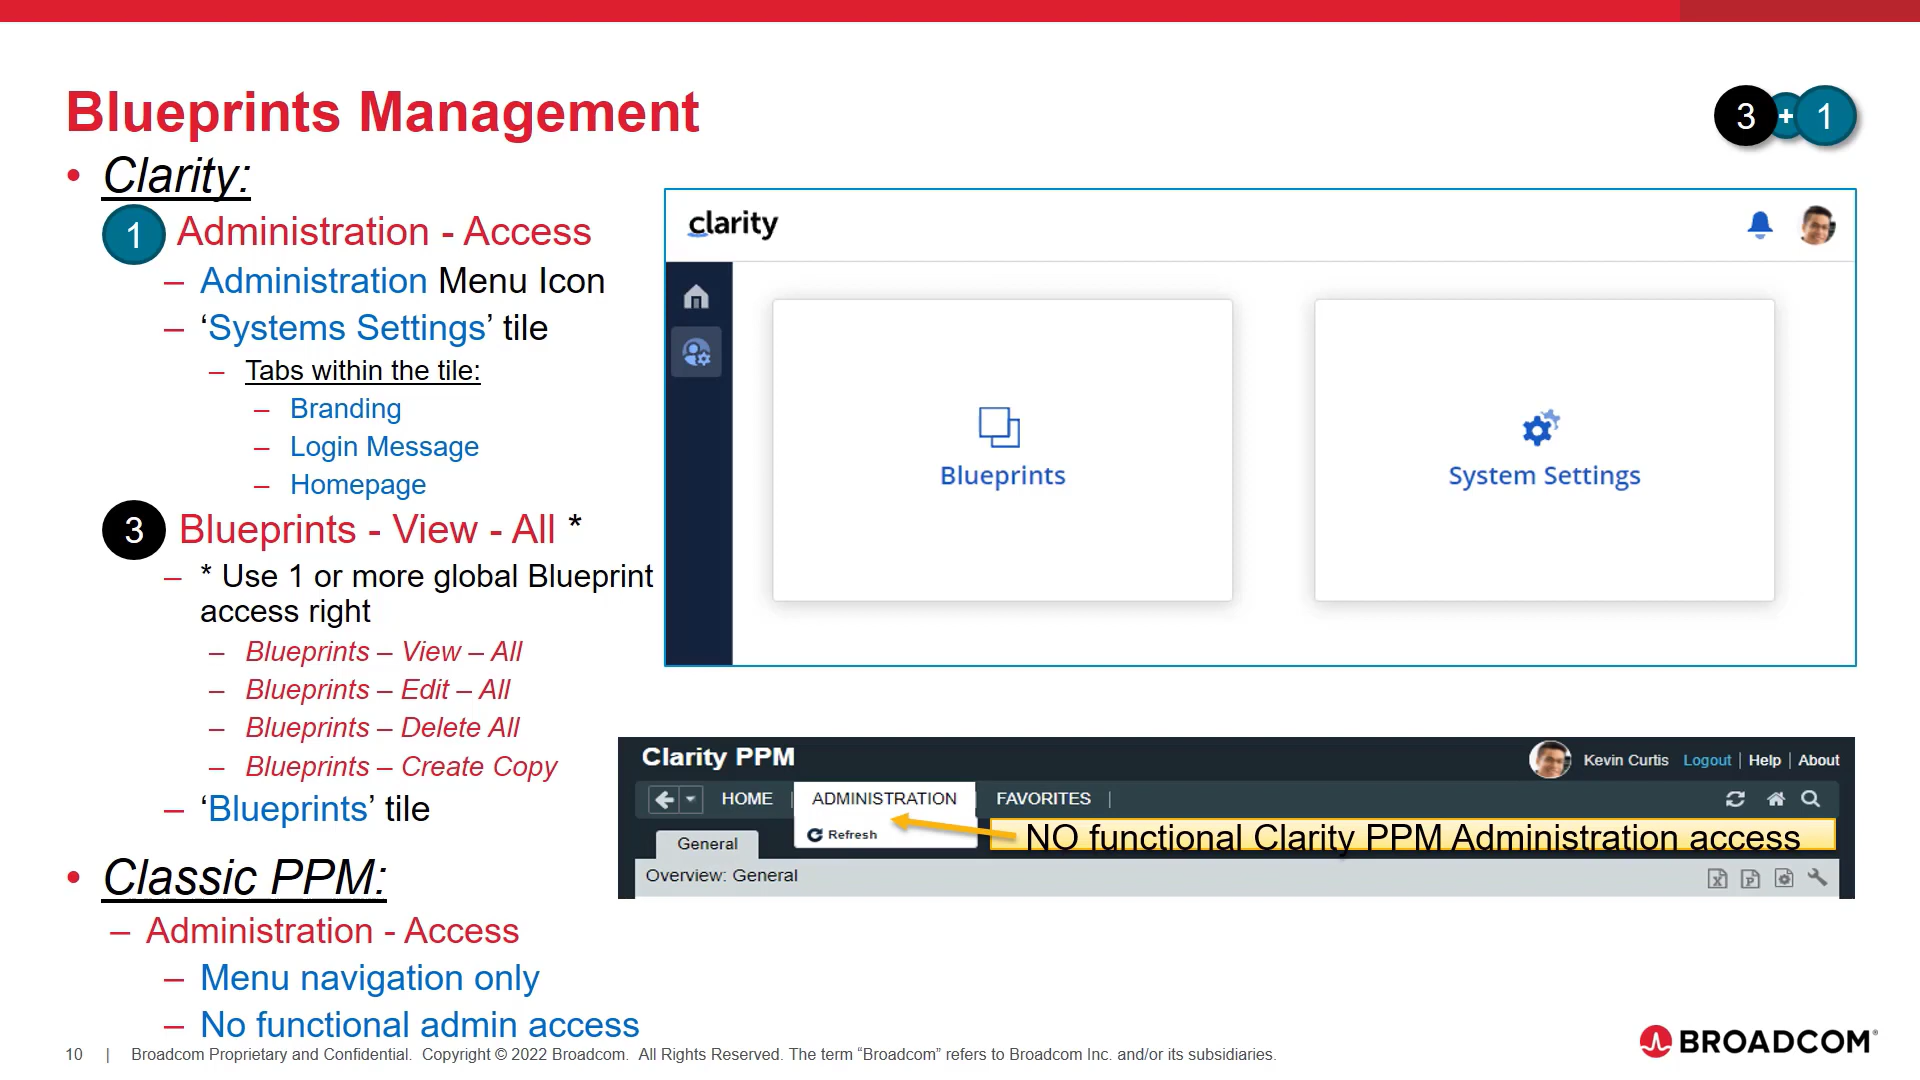 Blueprints Management
3 + 1
• Clarity:
1 Administration - Access
– Administration Menu Icon
– ‘Systems Settings’ tile
– Tabs within the tile:
– Branding
– Login Message
– Homepage
3 Blueprints - View - All *
– * Use 1 or more global Blueprint
access right
– Blueprints – View – All
– Blueprints – Edit – All
– Blueprints – Delete All
– Blueprints – Create Copy
– ‘Blueprints’ tile
• Classic PPM:
– Administration - Access
– Menu navigation only
– No functional admin access
clarity
Blueprints
System Settings
Clarity PPM
Kevin Curtis Logout | Help | About
HOME | ADMINISTRATION FAVORITES |
Refresh
NO functional Clarity PPM Administration access
General
Overview: General
10 | Broadcom Proprietary and Confidential. Copyright © 2022 Broadcom. All Rights Reserved. The term “Broadcom” refers to Broadcom Inc. and/or its subsidiaries.
BROADCOM®